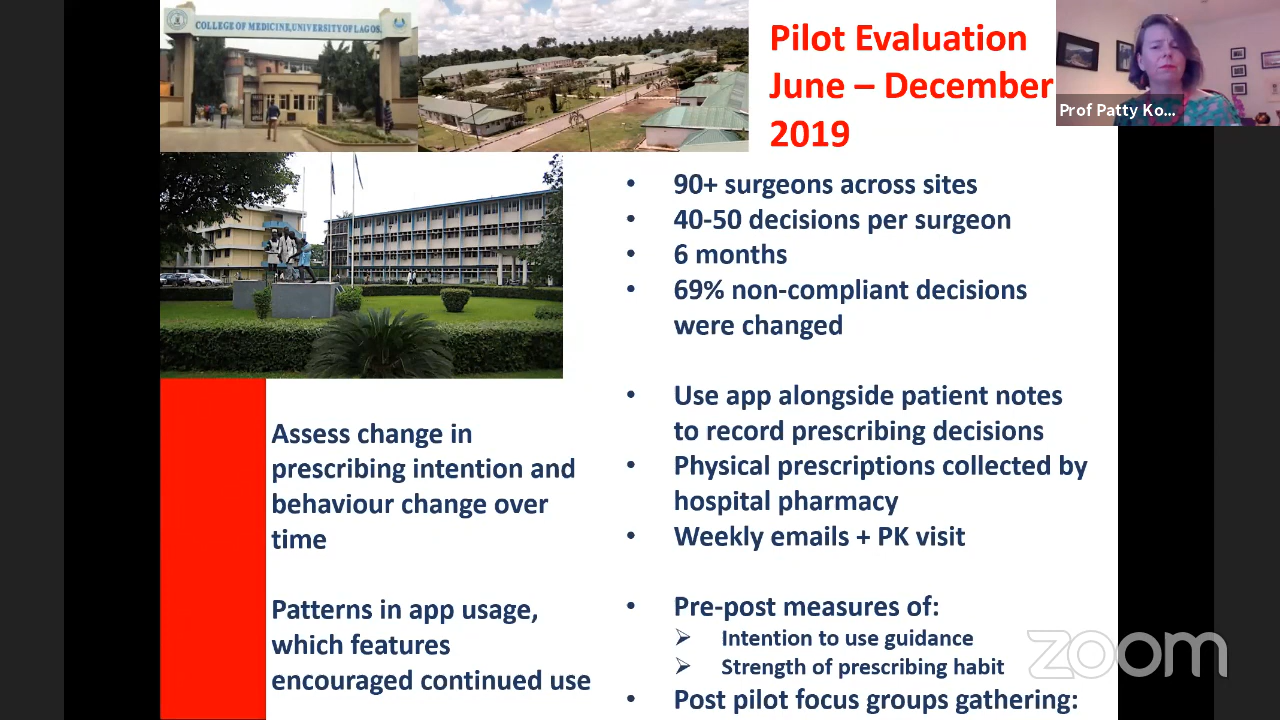 COLLEGE OF MEDICINE, UNIVERSITY OF LAGOS.
Pilot Evaluation
June – December
2019
Prof Patty Ko...
• 90+ surgeons across sites
• 40-50 decisions per surgeon
• 6 months
• 69% non-compliant decisions
were changed
• Use app alongside patient notes
to record prescribing decisions
• Physical prescriptions collected by
hospital pharmacy
• Weekly emails + PK visit
• Pre-post measures of:
➢ Intention to use guidance
➢ Strength of prescribing habit
• Post pilot focus groups gathering:
Assess change in
prescribing intention and
behaviour change over
time
Patterns in app usage,
which features
encouraged continued use
zoom